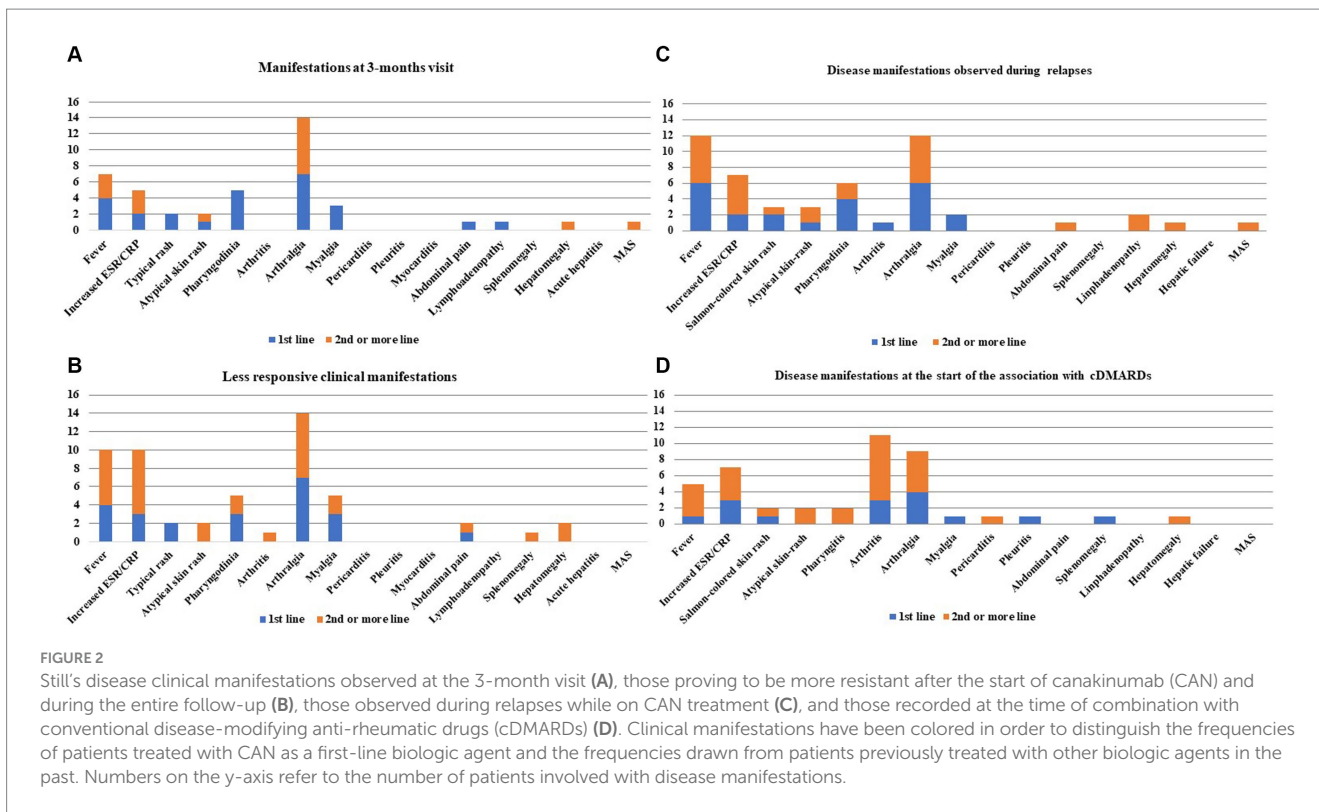 A
Manifestations at 3-months visit
16
14
12
10
8
6
4
2
0
Fever
Increased ESR/CRP
Typical rash
Atypical skin rash
Pharyngodinia
Arthritis
Arthralgia
Myalgia
Pericarditis
Pleuritis
Myocarditis
Abdominal pain
Lymphoadenopathy
Splenomegaly
Hepatomegaly
Acute hepatitis
MAS
1st line
2nd or more line
B
Less responsive clinical manifestations
16
14
12
10
8
6
4
2
0
Fever
Increased ESR/CRP
Typical rash
Atypical skin rash
Pharyngodinia
Arthritis
Arthralgia
Myalgia
Pericarditis
Pleuritis
Myocarditis
Abdominal pain
Lymphoadenopathy
Splenomegaly
Hepatomegaly
Acute hepatitis
MAS
1st line
2nd or more line
C
Disease manifestations observed during relapses
16
14
12
10
8
6
4
2
0
Fever
Increased ESR/CRP
Salmon-colored skin rash
Atypical skin-rash
Pharyngodinia
Arthritis
Arthralgia
Myalgia
Pericarditis
Pleuritis
Abdominal pain
Splenomegaly
Linphadenopathy
Hepatomegaly
Hepatic failure
MAS
1st line
2nd or more line
D
Disease manifestations at the start of the association with cDMARDs
16
14
12
10
8
6
4
2
0
Fever
Increased ESR/CRP
Salmon-colored skin rash
Atypical skin-rash
Pharyngitis
Arthritis
Arthralgia
Myalgia
Pericarditis
Pleuritis
Abdominal pain
Splenomegaly
Linphadenopathy
Hepatomegaly
Hepatic failure
MAS
1st line
2nd or more line
FIGURE 2
Still's disease clinical manifestations observed at the 3-month visit (A), those proving to be more resistant after the start of canakinumab (CAN) and
during the entire follow-up (B), those observed during relapses while on CAN treatment (C), and those recorded at the time of combination with
conventional disease-modifying anti-rheumatic drugs (cDMARDs) (D). Clinical manifestations have been colored in order to distinguish the frequencies
of patients treated with CAN as a first-line biologic agent and the frequencies drawn from patients previously treated with other biologic agents in the
past. Numbers on the y-axis refer to the number of patients involved with disease manifestations.